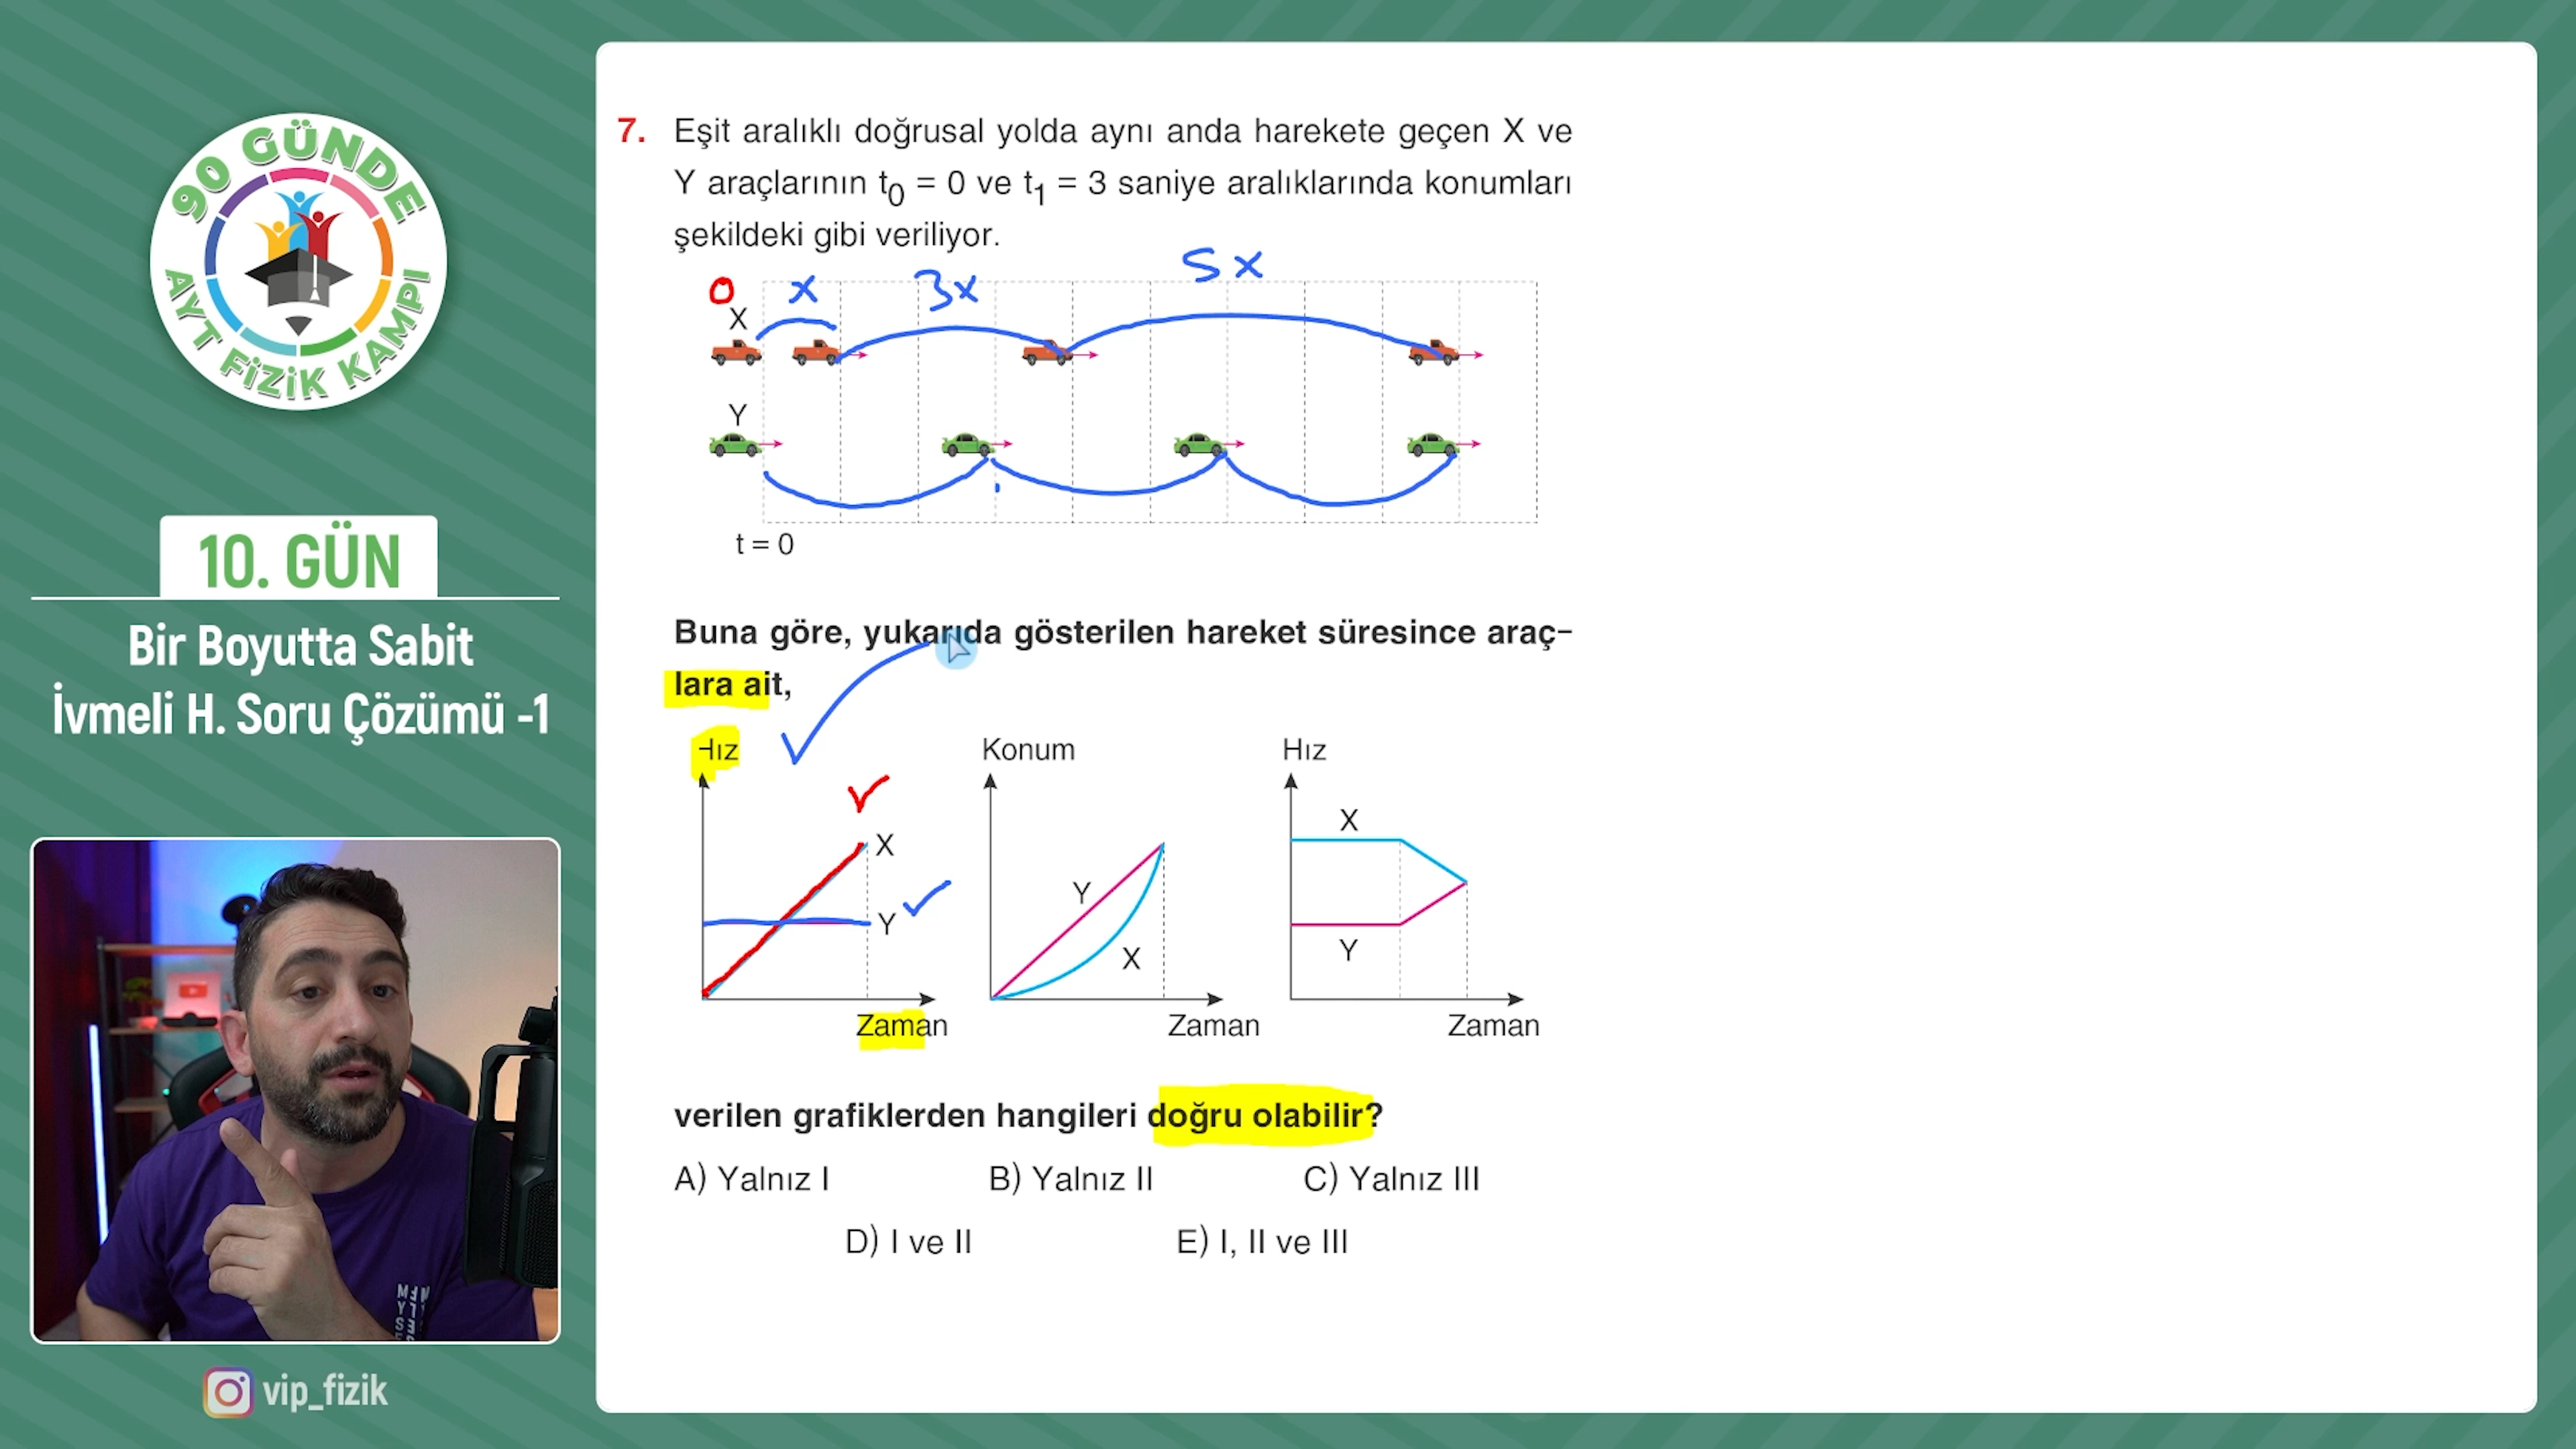 90 GÜNDE
AYT FİZİK KAMPI
10. GÜN
Bir Boyutta Sabit
İvmeli H. Soru Çözümü -1
vip_fizik
7. Eşit aralıklı doğrusal yolda aynı anda harekete geçen X ve
Y araçlarının t0 = 0 ve t1 = 3 saniye aralıklarında konumları
şekildeki gibi veriliyor.
0 x 3x 5x
X
Y
t = 0
Buna göre, yukarıda gösterilen hareket süresince araç-
lara ait,
Hız Konum Hız
X
Y
Zaman
Y
X
Zaman
X
Y
Zaman
verilen grafiklerden hangileri doğru olabilir?
A) Yalnız I B) Yalnız II C) Yalnız III
D) I ve II E) I, II ve III